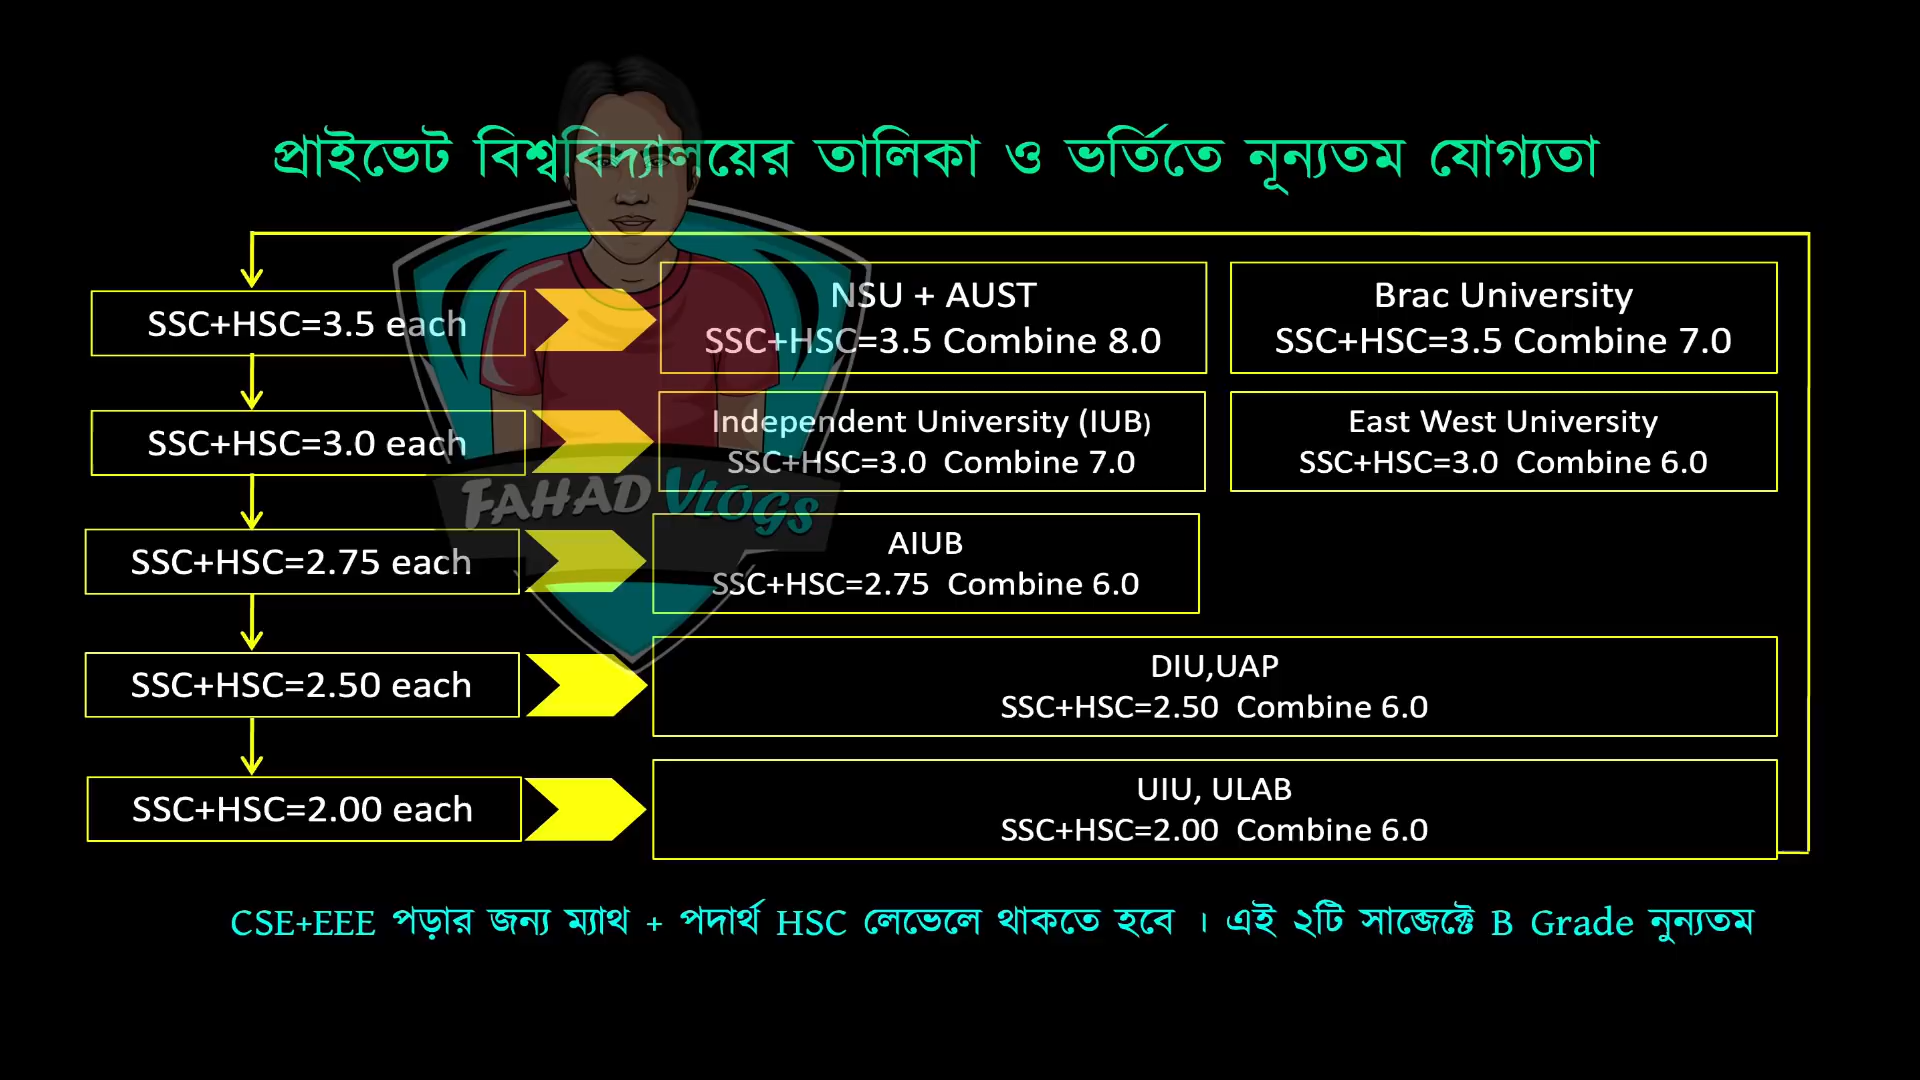 প্রাইভেট বিশ্ববিদ্যালয়ের তালিকা ও ভর্তিতে নূন্যতম যোগ্যতা
SSC+HSC=3.5 each
NSU + AUST
SSC+HSC=3.5 Combine 8.0
Brac University
SSC+HSC=3.5 Combine 7.0
SSC+HSC=3.0 each
Independent University (IUB)
SSC+HSC=3.0 Combine 7.0
East West University
SSC+HSC=3.0 Combine 6.0
FAHAD VLOGS
SSC+HSC=2.75 each
AIUB
SSC+HSC=2.75 Combine 6.0
SSC+HSC=2.50 each
DIU,UAP
SSC+HSC=2.50 Combine 6.0
SSC+HSC=2.00 each
UIU, ULAB
SSC+HSC=2.00 Combine 6.0
CSE+EEE পড়ার জন্য ম্যাথ + পদার্থ HSC লেভেলে থাকতে হবে । এই ২টি সাব্জেক্টে B Grade নুন্যতম